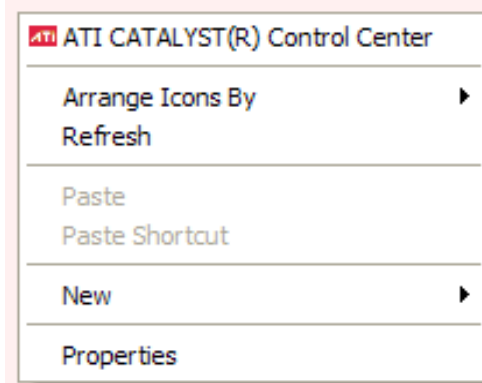 ATI ATI CATALYST(R) Control Center
Arrange Icons By
Refresh
Paste
Paste Shortcut
New
Properties